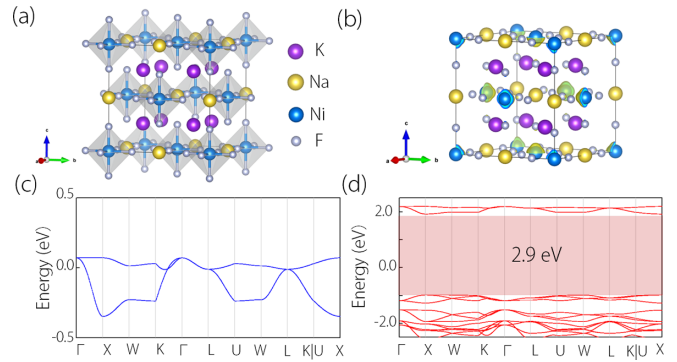 (a)
(b)
K
Na
Ni
F
c
a
b
c
a
b
(c)
(d)
Energy (eV)
0.5
0.0
-0.5
Γ X W K Γ L U W L K|U X
Energy (eV)
2.0
0.0
-2.0
2.9 eV
Γ X W K Γ L U W L K|U X